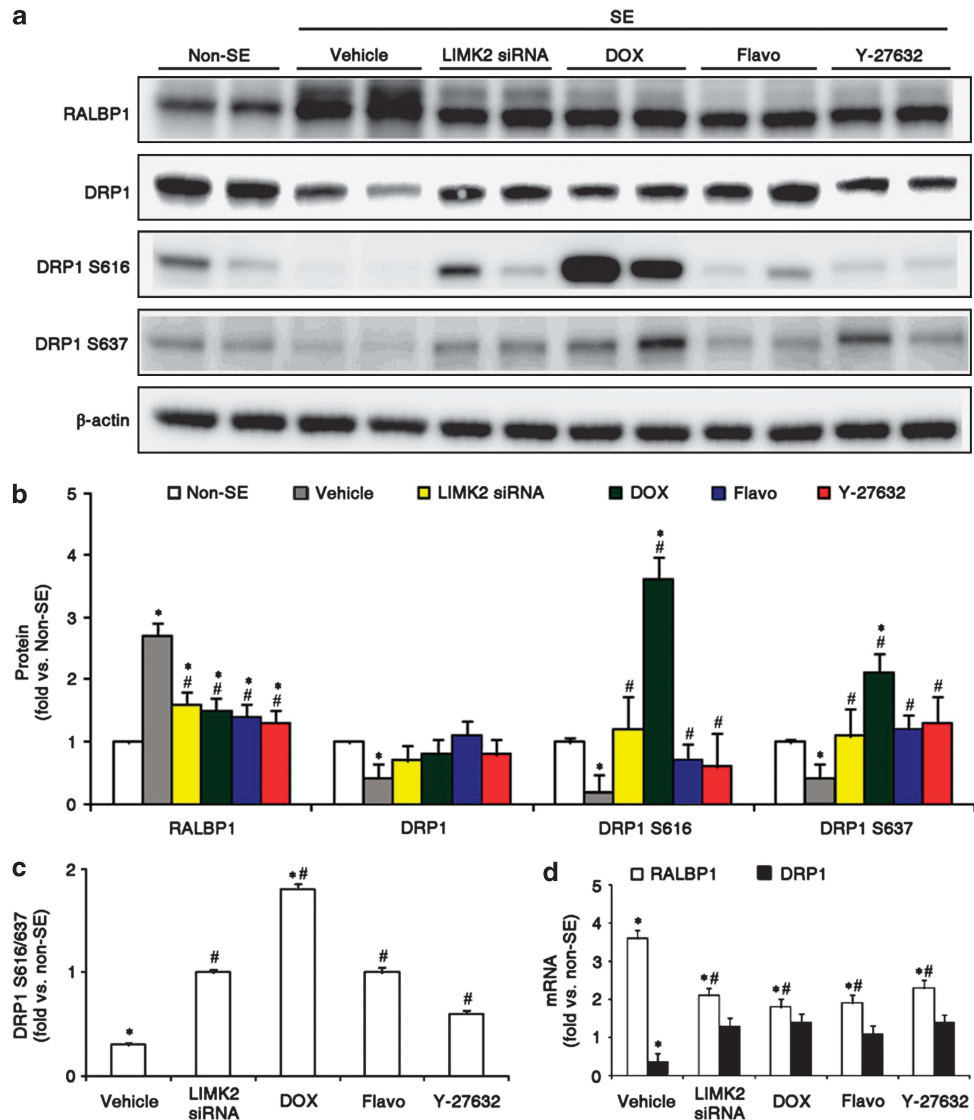 a
SE
Non-SE Vehicle LIMK2 siRNA DOX Flavo Y-27632
RALBP1
DRP1
DRP1 S616
DRP1 S637
β-actin
b
Non-SE Vehicle LIMK2 siRNA DOX Flavo Y-27632
Protein
(fold vs. Non-SE)
5
4
3
2
1
0
* * # * # * # * #
*
* # * # # #
* # * # # #
RALBP1 DRP1 DRP1 S616 DRP1 S637
c
DRP1 S616/637
(fold vs. non-SE)
2
1
0
* # *# # #
Vehicle LIMK2 siRNA DOX Flavo Y-27632
d
RALBP1 DRP1
mRNA
(fold vs. non-SE)
5
4
3
2
1
0
* * *# *# *# *#
Vehicle LIMK2 siRNA DOX Flavo Y-27632